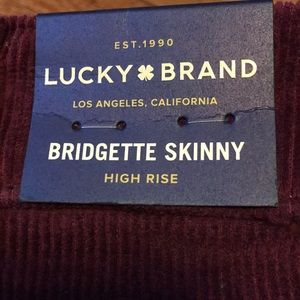 EST.1990
LUCKY BRAND
LOS ANGELES, CALIFORNIA
BRIDGETTE SKINNY
HIGH RISE